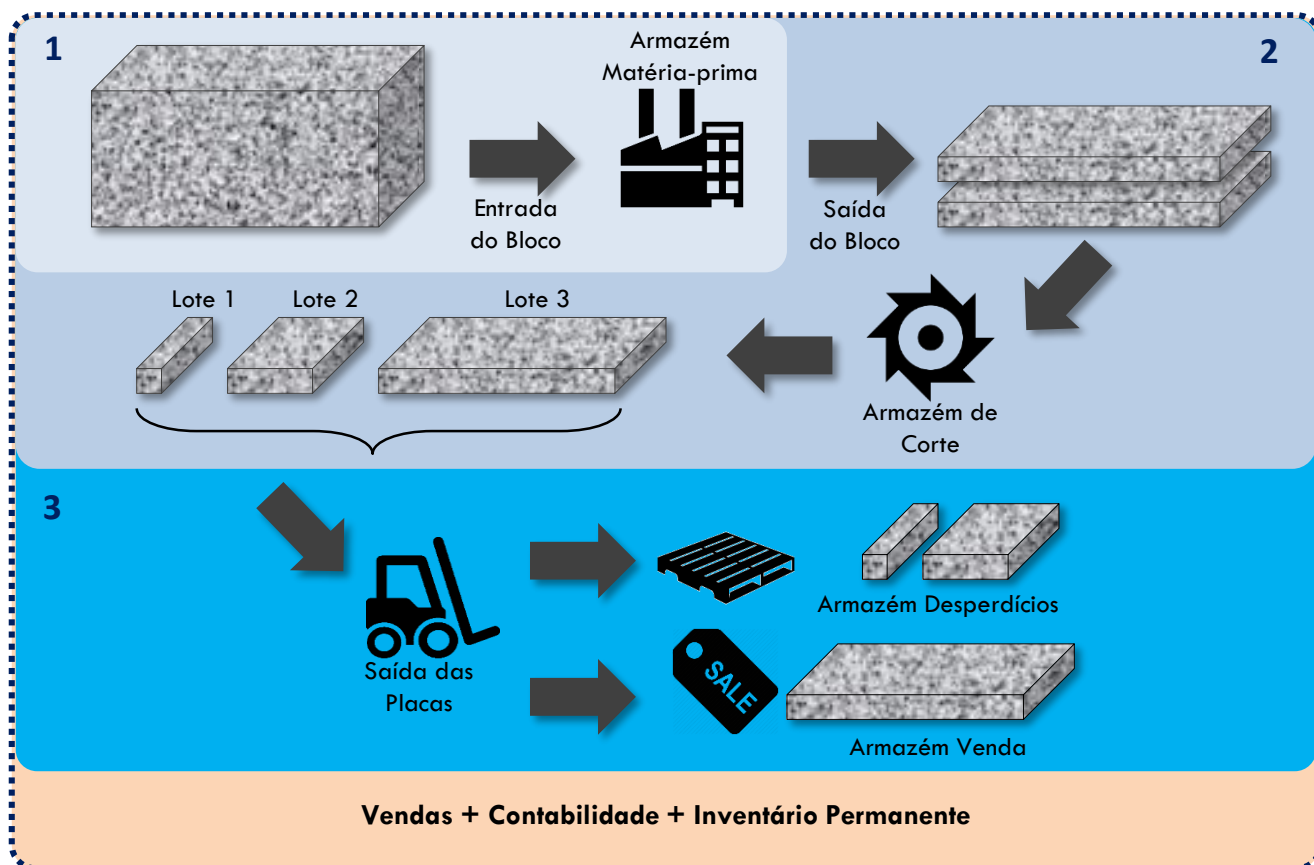 1
Armazém
Matéria-prima
2
Entrada
do Bloco
Saída
do Bloco
Lote 1
Lote 2
Lote 3
Armazém de
Corte
3
Armazém Desperdícios
Saída das
Placas
SALE
Armazém Venda
Vendas + Contabilidade + Inventário Permanente